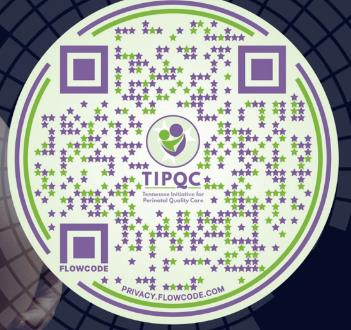 TIPQC
Tennessee Initiative for
Perinatal Quality Care
FLOWCODE
PRIVACY.FLOWCODE.COM